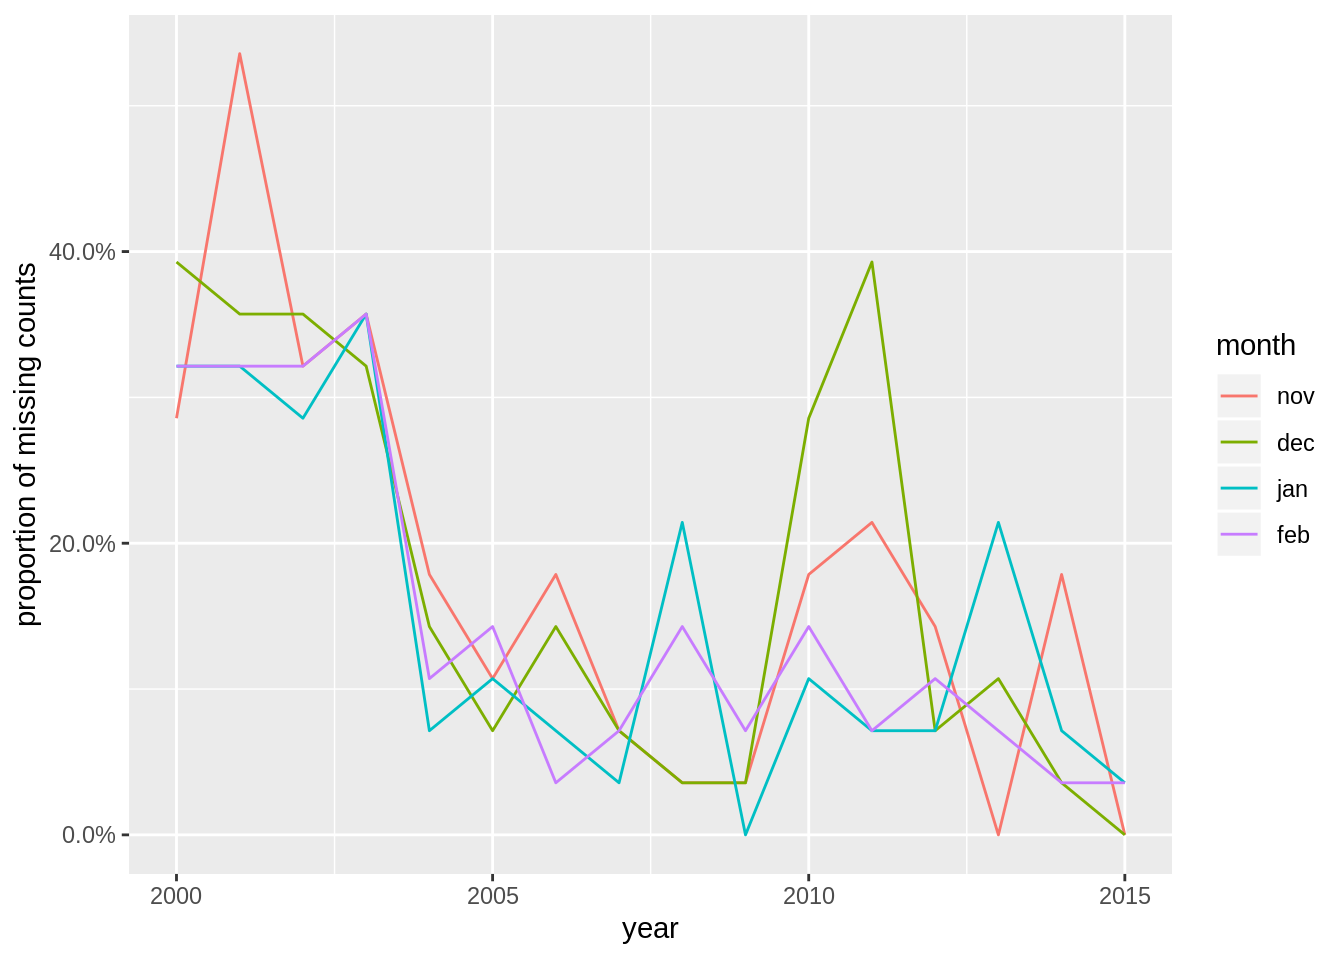 proportion of missing counts
40.0%
20.0%
0.0%
2000 2005 2010 2015
year
month
nov
dec
jan
feb